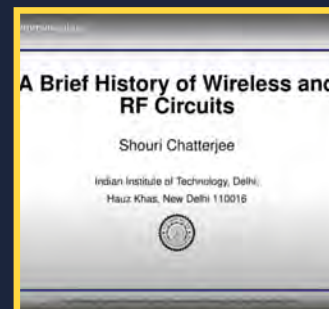 A Brief History of Wireless and
RF Circuits
Shouri Chatterjee
Indian Institute of Technology, Delhi,
Hauz Khas, New Delhi 110016